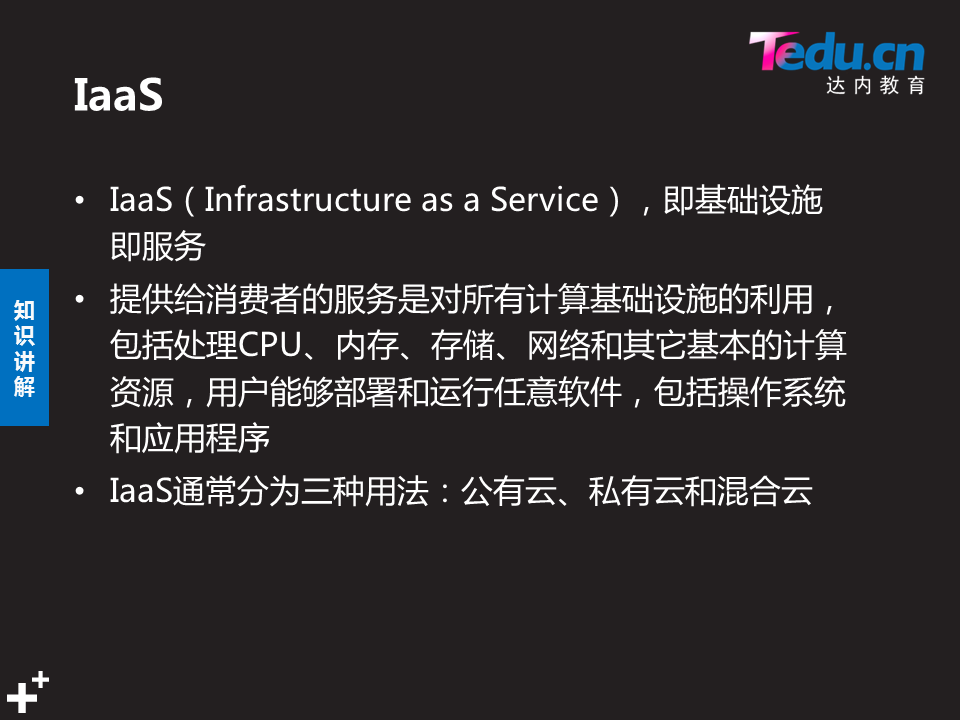 Tedu.cn
达内教育
IaaS
• IaaS（Infrastructure as a Service），即基础设施
即服务
• 提供给消费者的服务是对所有计算基础设施的利用，
包括处理CPU、内存、存储、网络和其它基本的计算
资源，用户能够部署和运行任意软件，包括操作系统
和应用程序
• IaaS通常分为三种用法：公有云、私有云和混合云
知
识
讲
解